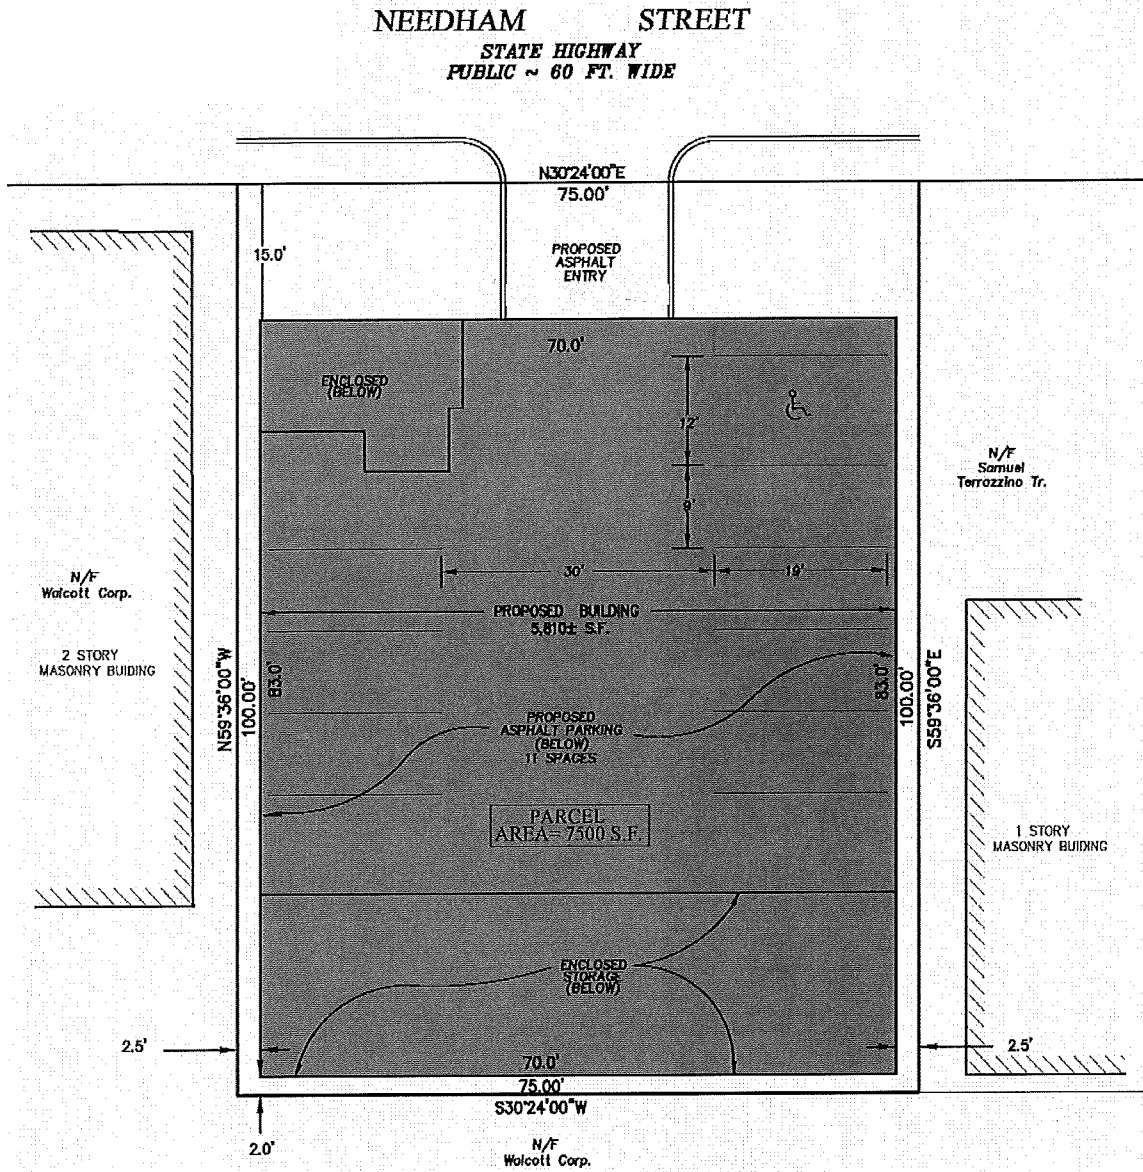 NEEDHAM STREET
STATE HIGHWAY
PUBLIC ~ 60 FT. WIDE
N30°24'00"E
75.00'
15.0'
PROPOSED
ASPHALT
ENTRY
70.0'
ENCLOSED
(BELOW)
12'
9'
N/F
Samuel
Terrazzino Tr.
30'
19'
N/F
Walcott Corp.
PROPOSED BUILDING
5,810± S.F.
2 STORY
MASONRY BUIDING
N59°36'00"W
100.00'
83.0'
83.0'
100.00'
S59°36'00"E
PROPOSED
ASPHALT PARKING
(BELOW)
11 SPACES
PARCEL
AREA= 7500 S.F.
1 STORY
MASONRY BUIDING
ENCLOSED
STORAGE
(BELOW)
2.5'
2.5'
70.0'
75.00'
S30°24'00"W
2.0'
N/F
Walcott Corp.